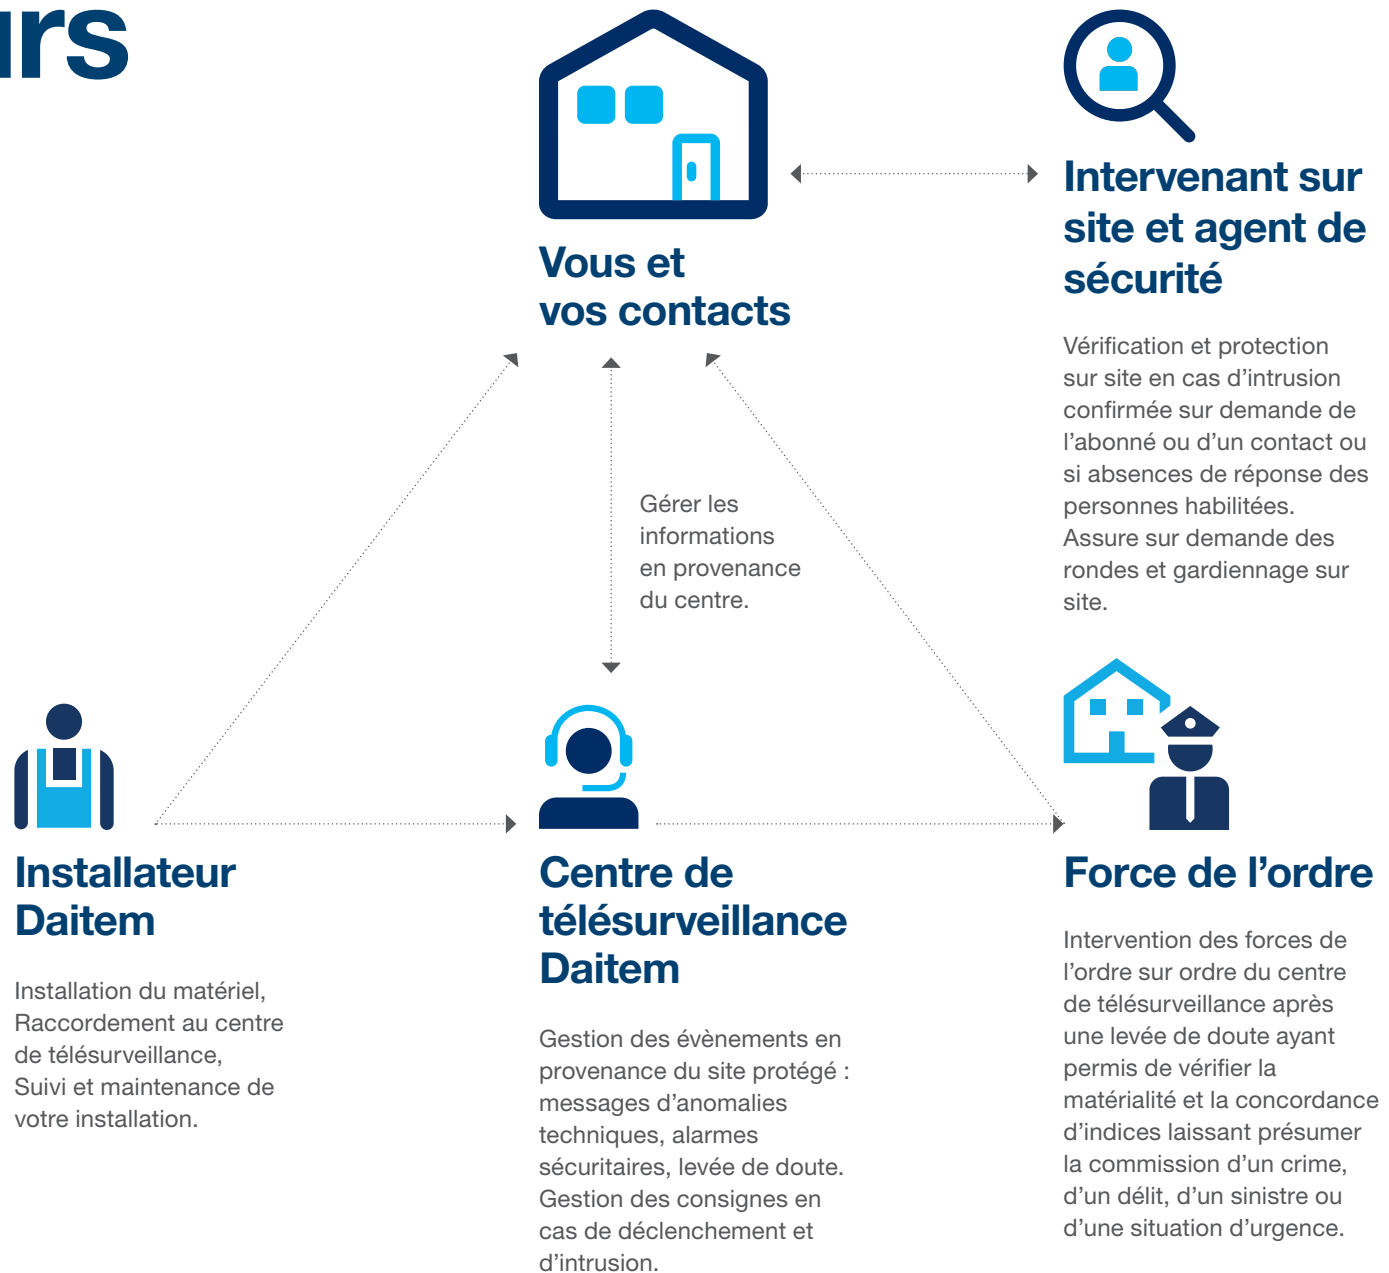 urs
Vous et
vos contacts
Intervenant sur
site et agent de
sécurité
Vérification et protection
sur site en cas d’intrusion
confirmée sur demande de
l’abonné ou d’un contact ou
si absences de réponse des
personnes habilitées.
Assure sur demande des
rondes et gardiennage sur
site.
Gérer les
informations
en provenance
du centre.
Installateur
Daitem
Installation du matériel,
Raccordement au centre
de télésurveillance,
Suivi et maintenance de
votre installation.
Centre de
télésurveillance
Daitem
Gestion des évènements en
provenance du site protégé :
messages d’anomalies
techniques, alarmes
sécuritaires, levée de doute.
Gestion des consignes en
cas de déclenchement et
d’intrusion.
Force de l’ordre
Intervention des forces de
l’ordre sur ordre du centre
de télésurveillance après
une levée de doute ayant
permis de vérifier la
matérialité et la concordance
d’indices laissant présumer
la commission d’un crime,
d’un délit, d’un sinistre ou
d’une situation d’urgence.